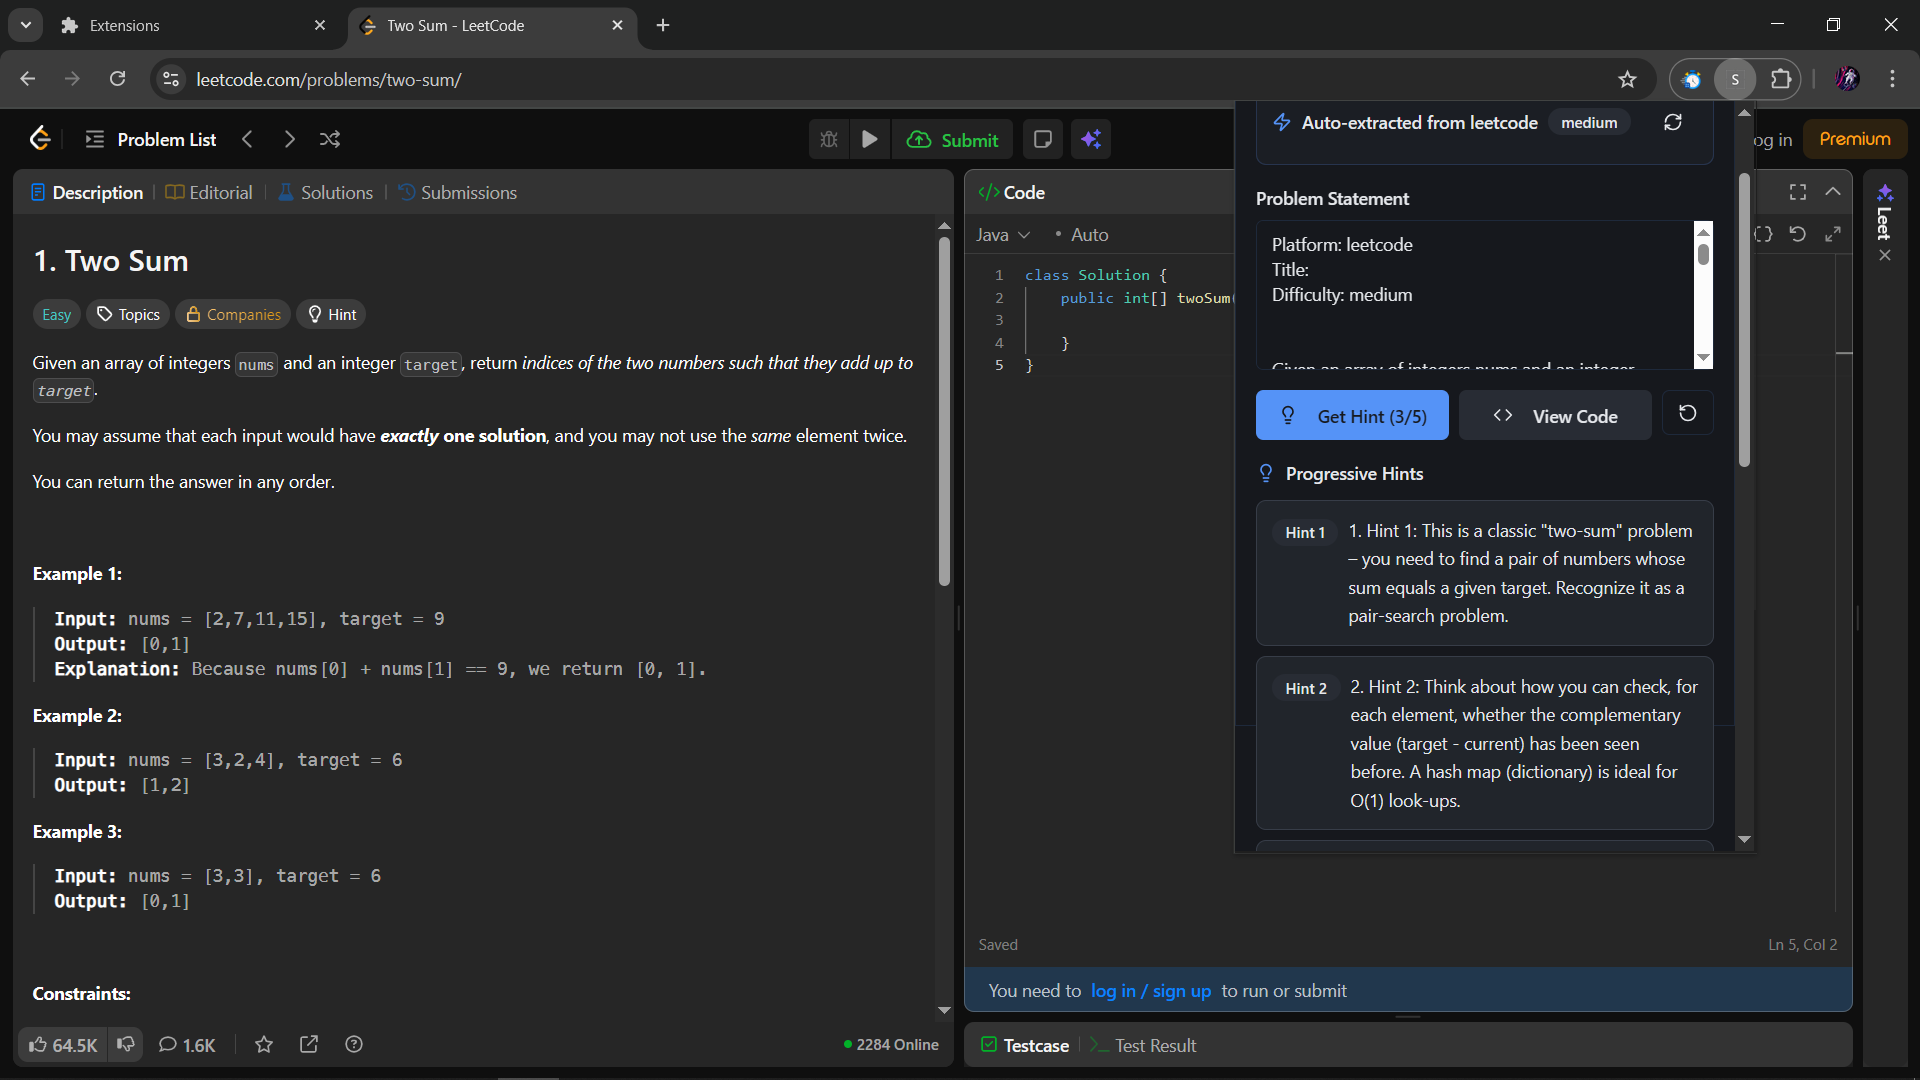 Extensions
Two Sum - LeetCode
leetcode.com/problems/two-sum/
S
Problem List
Submit
Premium
Description
Editorial
Solutions
Submissions
1. Two Sum
Easy
Topics
Companies
Hint
Given an array of integers nums and an integer target, return indices of the two numbers such that they add up to
target.
You may assume that each input would have exactly one solution, and you may not use the same element twice.
You can return the answer in any order.
Example 1:
Input: nums = [2,7,11,15], target = 9
Output: [0,1]
Explanation: Because nums[0] + nums[1] == 9, we return [0, 1].
Example 2:
Input: nums = [3,2,4], target = 6
Output: [1,2]
Example 3:
Input: nums = [3,3], target = 6
Output: [0,1]
Constraints:
64.5K
1.6K
2284 Online
Code
Java
• Auto
1 class Solution {
2 public int[] twoSum(
3
4 }
5 }
Saved
Ln 5, Col 2
You need to log in / sign up to run or submit
Testcase
Test Result
Auto-extracted from leetcode
medium
og in
Problem Statement
Platform: leetcode
Title:
Difficulty: medium
Given an array of integers nums and an integer
Get Hint (3/5)
<> View Code
Progressive Hints
Hint 1
1. Hint 1: This is a classic "two-sum" problem
– you need to find a pair of numbers whose
sum equals a given target. Recognize it as a
pair-search problem.
Hint 2
2. Hint 2: Think about how you can check, for
each element, whether the complementary
value (target - current) has been seen
before. A hash map (dictionary) is ideal for
O(1) look-ups.
Leet